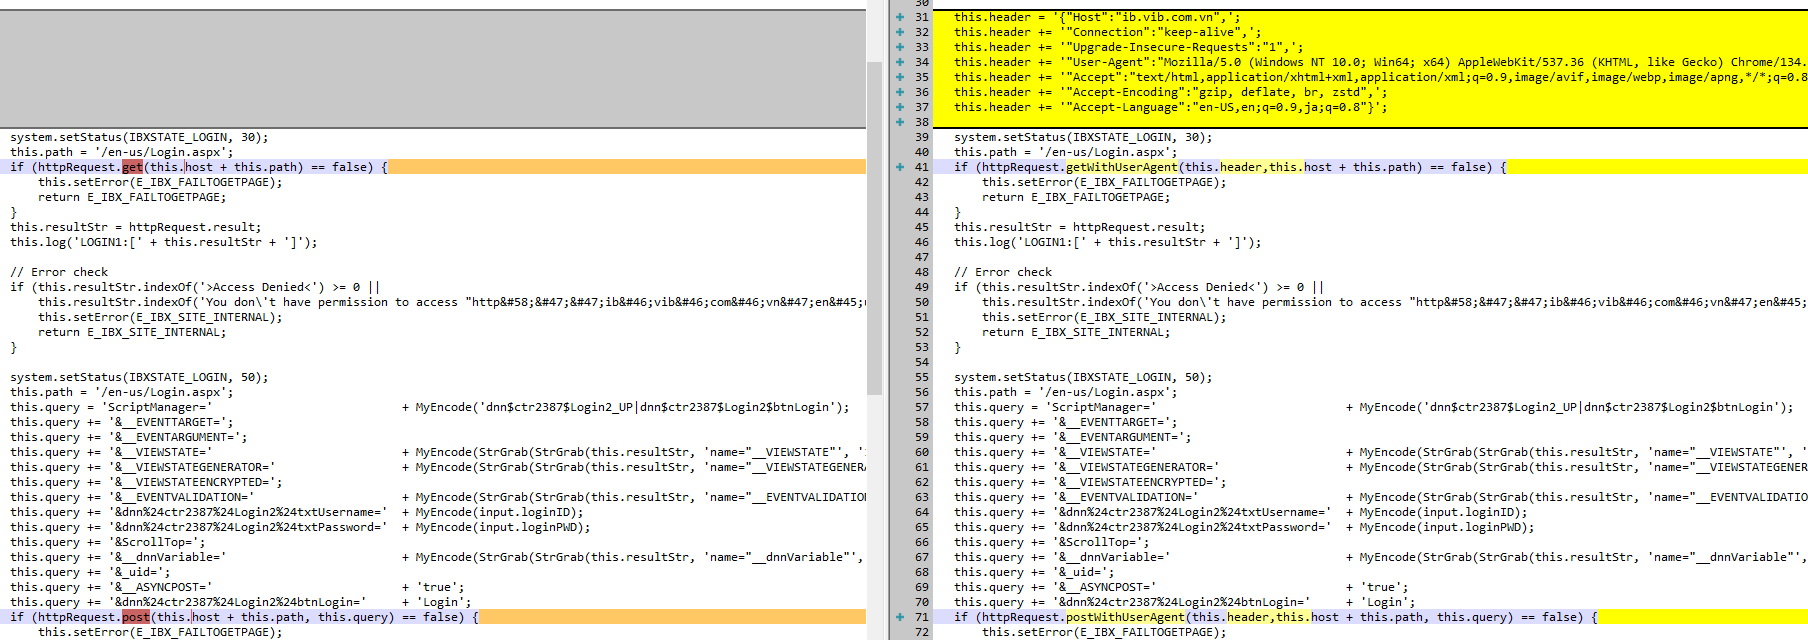 system.setStatus(IBXSTATE_LOGIN, 30);
this.path = '/en-us/Login.aspx';
if (httpRequest.get(this.host + this.path) == false) {
    this.setError(E_IBX_FAILTOGETPAGE);
    return E_IBX_FAILTOGETPAGE;
}
this.resultStr = httpRequest.result;
this.log('LOGIN1:[' + this.resultStr + ']');
// Error check
if (this.resultStr.indexOf('>Access Denied<') >= 0 ||
    this.resultStr.indexOf('You don\'t have permission to access "http&#58;&#47;&#47;ib&#46;vib&#46;com&#46;vn&#47;en&#45;
    this.setError(E_IBX_SITE_INTERNAL);
    return E_IBX_SITE_INTERNAL;
}
system.setStatus(IBXSTATE_LOGIN, 50);
this.path = '/en-us/Login.aspx';
this.query = 'ScriptManager=' + MyEncode('dnn$ctr2387$Login2_UP|dnn$ctr2387$Login2$btnLogin');
this.query += '&__EVENTTARGET=';
this.query += '&__EVENTARGUMENT=';
this.query += '&__VIEWSTATE=' + MyEncode(StrGrab(StrGrab(this.resultStr, 'name="__VIEWSTATE"', '
this.query += '&__VIEWSTATEGENERATOR=' + MyEncode(StrGrab(StrGrab(this.resultStr, 'name="__VIEWSTATEGENER
this.query += '&__VIEWSTATEENCRYPTED=';
this.query += '&__EVENTVALIDATION=' + MyEncode(StrGrab(StrGrab(this.resultStr, 'name="__EVENTVALIDATIO
this.query += '&dnn%24ctr2387%24Login2%24txtUsername=' + MyEncode(input.loginID);
this.query += '&dnn%24ctr2387%24Login2%24txtPassword=' + MyEncode(input.loginPWD);
this.query += '&ScrollTop=';
this.query += '&__dnnVariable=' + MyEncode(StrGrab(StrGrab(this.resultStr, 'name="__dnnVariable"',
this.query += '&_uid=';
this.query += '&__ASYNCPOST=' + 'true';
this.query += '&dnn%24ctr2387%24Login2%24btnLogin=' + 'Login';
if (httpRequest.post(this.host + this.path, this.query) == false) {
    this.setError(E_IBX_FAILTOGETPAGE);
30
31 this.header = '{"Host":"ib.vib.com.vn",';
32 this.header += '"Connection":"keep-alive",';
33 this.header += '"Upgrade-Insecure-Requests":"1",';
34 this.header += '"User-Agent":"Mozilla/5.0 (Windows NT 10.0; Win64; x64) AppleWebKit/537.36 (KHTML, like Gecko) Chrome/134.
35 this.header += '"Accept":"text/html,application/xhtml+xml,application/xml;q=0.9,image/avif,image/webp,image/apng,*/*;q=0.8
36 this.header += '"Accept-Encoding":"gzip, deflate, br, zstd",';
37 this.header += '"Accept-Language":"en-US,en;q=0.9,ja;q=0.8"}';
38
39 system.setStatus(IBXSTATE_LOGIN, 30);
40 this.path = '/en-us/Login.aspx';
41 if (httpRequest.getWithUserAgent(this.header,this.host + this.path) == false) {
42     this.setError(E_IBX_FAILTOGETPAGE);
43     return E_IBX_FAILTOGETPAGE;
44 }
45 this.resultStr = httpRequest.result;
46 this.log('LOGIN1:[' + this.resultStr + ']');
47
48 // Error check
49 if (this.resultStr.indexOf('>Access Denied<') >= 0 ||
50     this.resultStr.indexOf('You don\'t have permission to access "http&#58;&#47;&#47;ib&#46;vib&#46;com&#46;vn&#47;en&#45;
51     this.setError(E_IBX_SITE_INTERNAL);
52     return E_IBX_SITE_INTERNAL;
53 }
54
55 system.setStatus(IBXSTATE_LOGIN, 50);
56 this.path = '/en-us/Login.aspx';
57 this.query = 'ScriptManager=' + MyEncode('dnn$ctr2387$Login2_UP|dnn$ctr2387$Login2$btnLogin');
58 this.query += '&__EVENTTARGET=';
59 this.query += '&__EVENTARGUMENT=';
60 this.query += '&__VIEWSTATE=' + MyEncode(StrGrab(StrGrab(this.resultStr, 'name="__VIEWSTATE"', '
61 this.query += '&__VIEWSTATEGENERATOR=' + MyEncode(StrGrab(StrGrab(this.resultStr, 'name="__VIEWSTATEGENER
62 this.query += '&__VIEWSTATEENCRYPTED=';
63 this.query += '&__EVENTVALIDATION=' + MyEncode(StrGrab(StrGrab(this.resultStr, 'name="__EVENTVALIDATIO
64 this.query += '&dnn%24ctr2387%24Login2%24txtUsername=' + MyEncode(input.loginID);
65 this.query += '&dnn%24ctr2387%24Login2%24txtPassword=' + MyEncode(input.loginPWD);
66 this.query += '&ScrollTop=';
67 this.query += '&__dnnVariable=' + MyEncode(StrGrab(StrGrab(this.resultStr, 'name="__dnnVariable"',
68 this.query += '&_uid=';
69 this.query += '&__ASYNCPOST=' + 'true';
70 this.query += '&dnn%24ctr2387%24Login2%24btnLogin=' + 'Login';
71 if (httpRequest.postWithUserAgent(this.header,this.host + this.path, this.query) == false) {
72     this.setError(E_IBX_FAILTOGETPAGE);